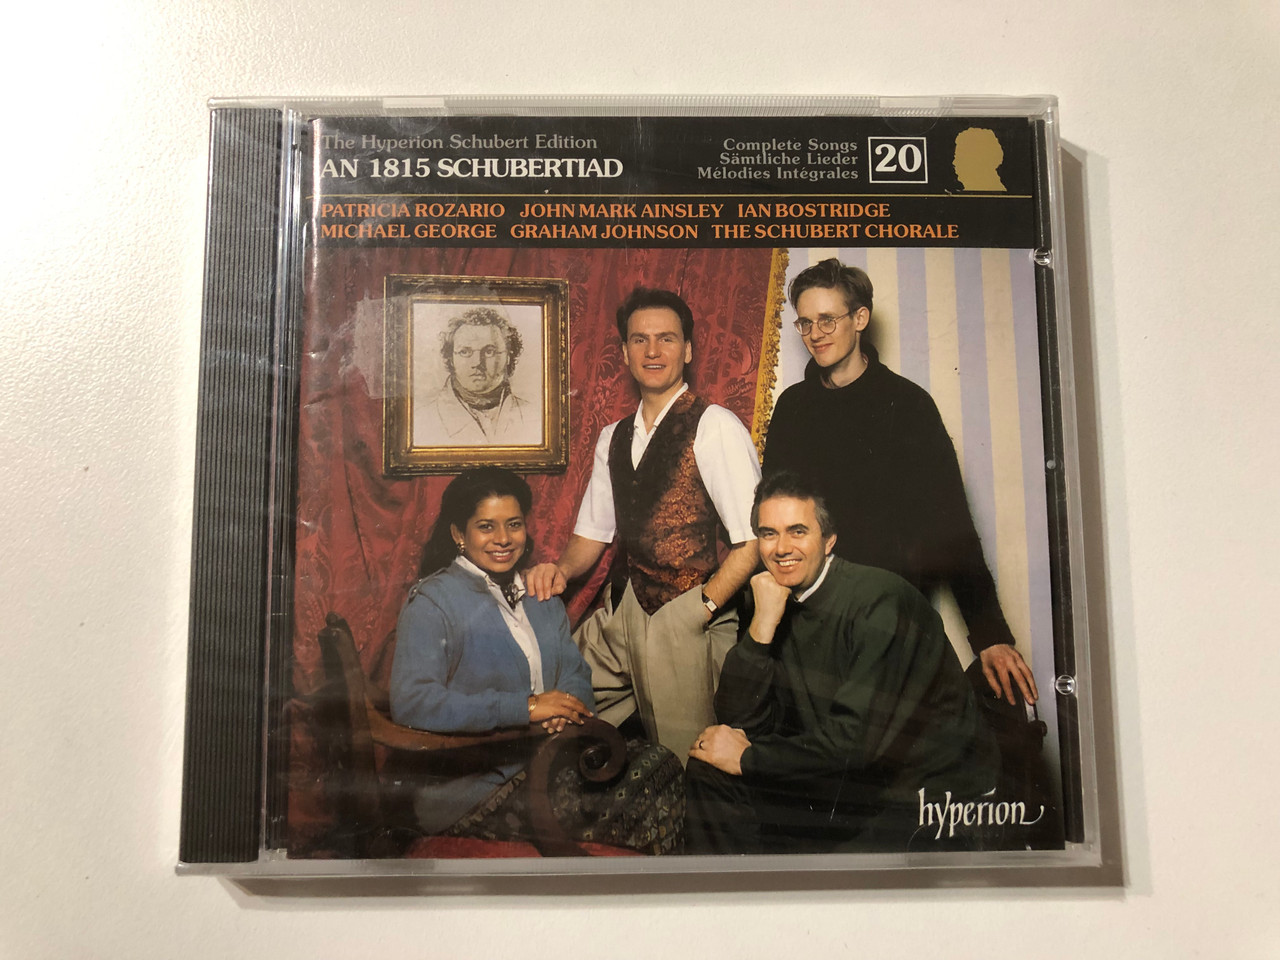 The Hyperion Schubert Edition
AN 1815 SCHUBERTIAD
Complete Songs
Sämtliche Lieder
Mélodies Intégrales
20
PATRICIA ROZARIO JOHN MARK AINSLEY IAN BOSTRIDGE
MICHAEL GEORGE GRAHAM JOHNSON THE SCHUBERT CHORALE
hyperion